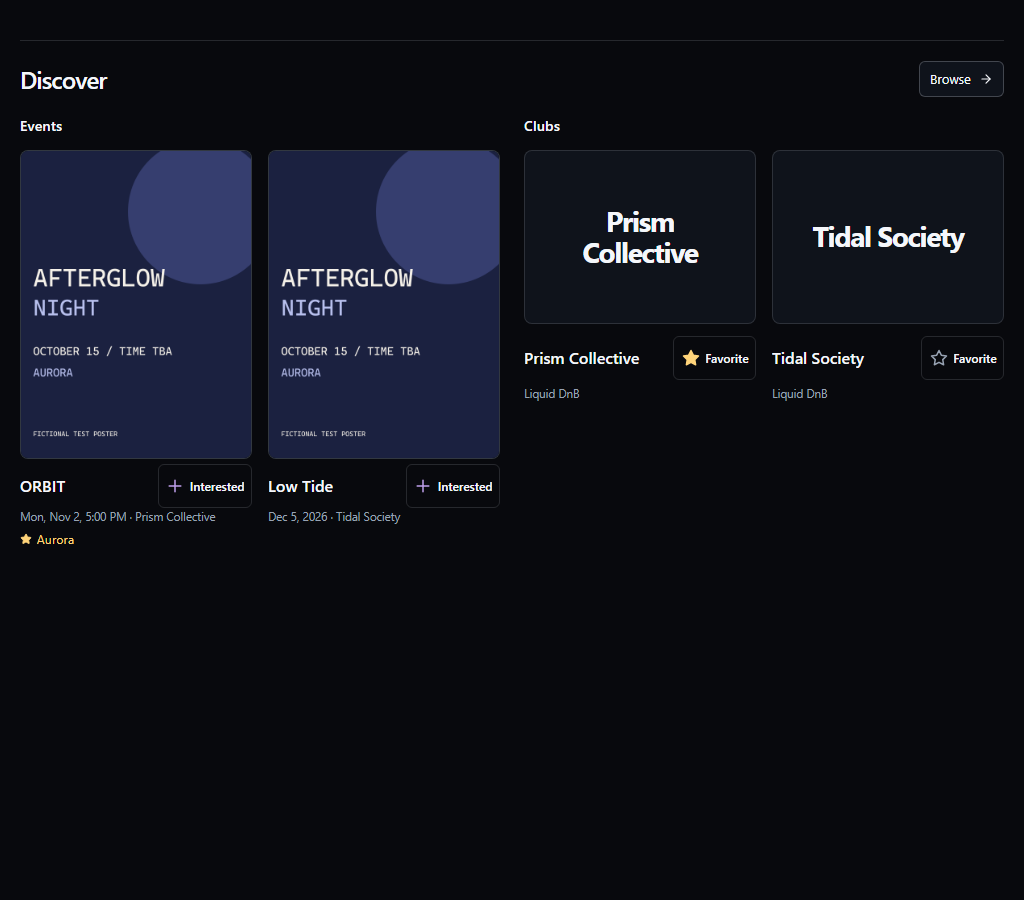 Discover
Browse
Events
Clubs
AFTERGLOW
NIGHT
OCTOBER 15 / TIME TBA
AURORA
FICTIONAL TEST POSTER
AFTERGLOW
NIGHT
OCTOBER 15 / TIME TBA
AURORA
FICTIONAL TEST POSTER
Prism
Collective
Tidal Society
Prism Collective
Favorite
Liquid DnB
Tidal Society
Favorite
Liquid DnB
ORBIT
Interested
Mon, Nov 2, 5:00 PM · Prism Collective
Aurora
Low Tide
Interested
Dec 5, 2026 · Tidal Society